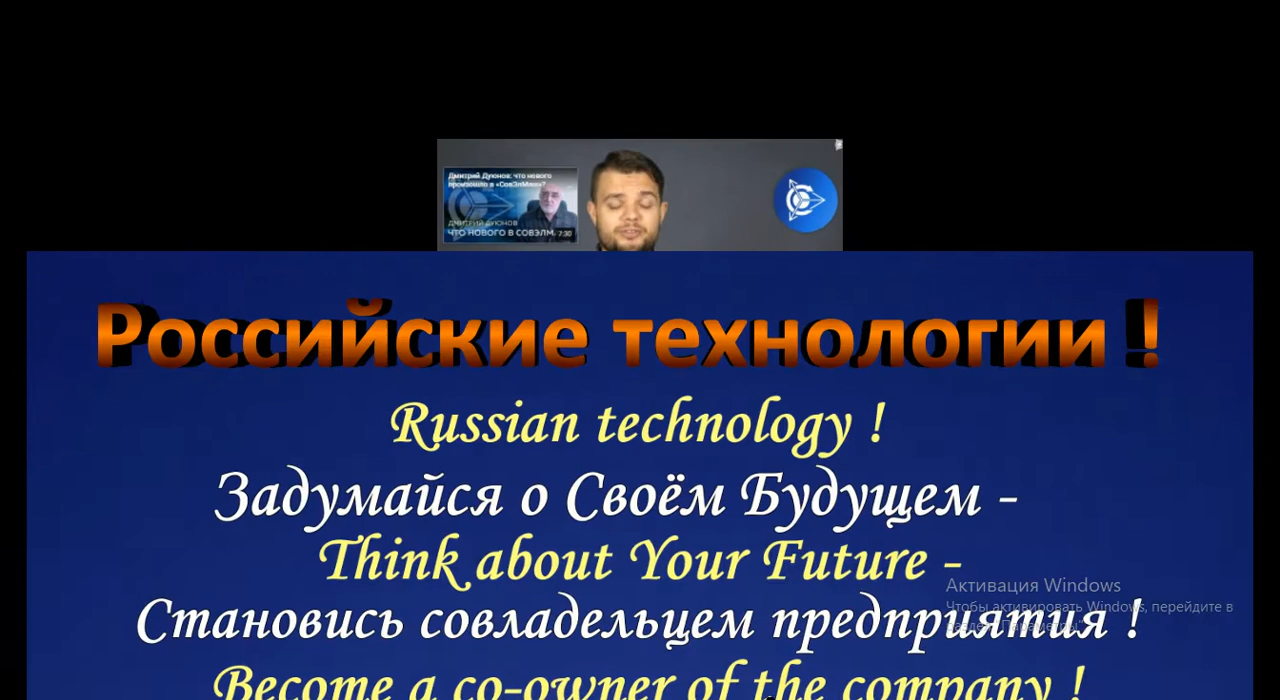 Дмитрий Дуюнов: что нового
произошло в «СовЭлМаш»?
ДМИТРИЙ ДУЮНОВ
ЧТО НОВОГО В СОВЭЛМ
7:30
Российские технологии !
Russian technology !
Задумайся о Своём Будущем -
Think about Your Future -
Активация Windows
Чтобы активировать Windows, перейдите в
раздел "Параметры".
Становись совладельцем предприятия !
Become a co-owner of the company !